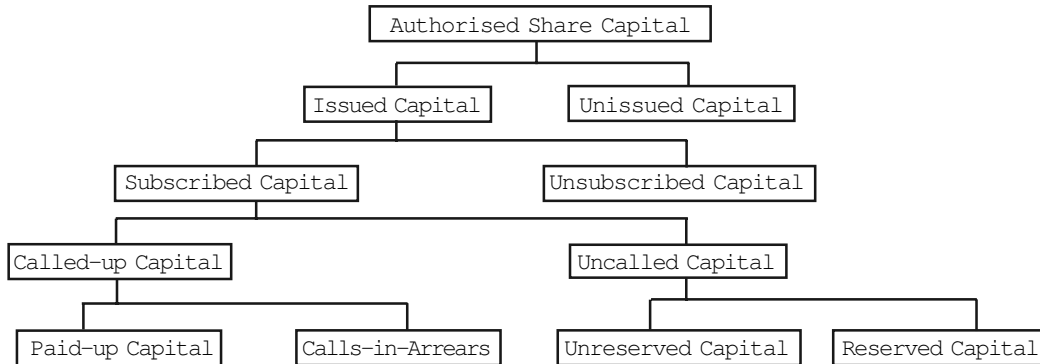 Authorised Share Capital
Issued Capital
Unissued Capital
Subscribed Capital
Unsubscribed Capital
Called-up Capital
Uncalled Capital
Paid-up Capital
Calls-in-Arrears
Unreserved Capital
Reserved Capital